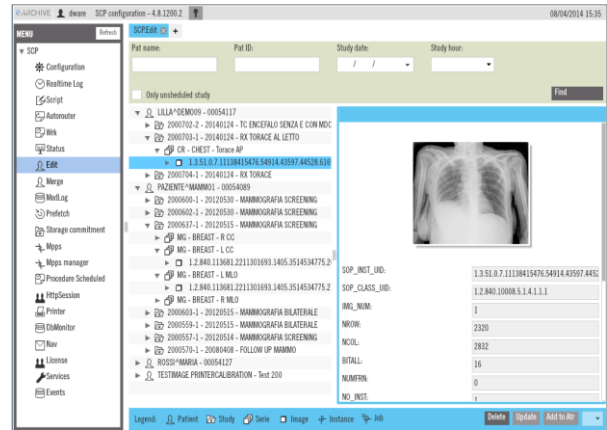 e-ARCHIVE dware SCP configuration - 4.8.1200.2 ? 08/04/2014 15:35
MENU Refresh
SCP
Configuration
Realtime Log
Script
Autorouter
Wrk
Status
Edit
Merge
ModLog
Prefetch
Storage commitment
Mpps
Mpps manager
Procedure Scheduled
HttpSession
Printer
DbMonitor
Nav
License
Services
Events
SCP.Edit +
Pat name: Pat ID: Study date: Study hour:
/ /
Only unsheduled study Find
LILLA^DEMO09 - 00054117
2000702-2 - 20140124 - TC ENCEFALO SENZA E CON MDC
2000703-1 - 20140124 - RX TORACE AL LETTO
CR - CHEST - Torace AP
1.3.51.0.7.11138415476.54914.43597.44528.616
2000704-1 - 20140124 - RX TORACE
PAZIENTE^MAMMO1 - 00054089
2000600-1 - 20120530 - MAMMOGRAFIA SCREENING
2000602-1 - 20120530 - MAMMOGRAFIA SCREENING
2000637-1 - 20120515 - MAMMOGRAFIA SCREENING
MG - BREAST - R CC
MG - BREAST - L CC
1.2.840.113681.2211301693.1405.3514534775.2
MG - BREAST - L MLO
1.2.840.113681.2211301693.1405.3514534775.2
MG - BREAST - R MLO
2000603-1 - 20120515 - MAMMOGRAFIA BILATERALE
2000559-1 - 20120515 - MAMMOGRAFIA BILATERALE
2000557-1 - 20120514 - MAMMOGRAFIA SCREENING
2000570-1 - 20080408 - FOLLOW UP MAMMO
ROSSI^MARIA - 00054127
TESTIMAGE PRINTERCALIBRATION - Test 200
SOP_INST_UID: 1.3.51.0.7.11138415476.54914.43597.4452
SOP_CLASS_UID: 1.2.840.10008.5.1.4.1.1.1
IMG_NUM: 1
NROW: 2320
NCOL: 2832
BITALL: 16
NUMFRN: 0
NO_INST: 1
Legend: Patient Study Serie Image Instance Job Delete Update Add to Atr